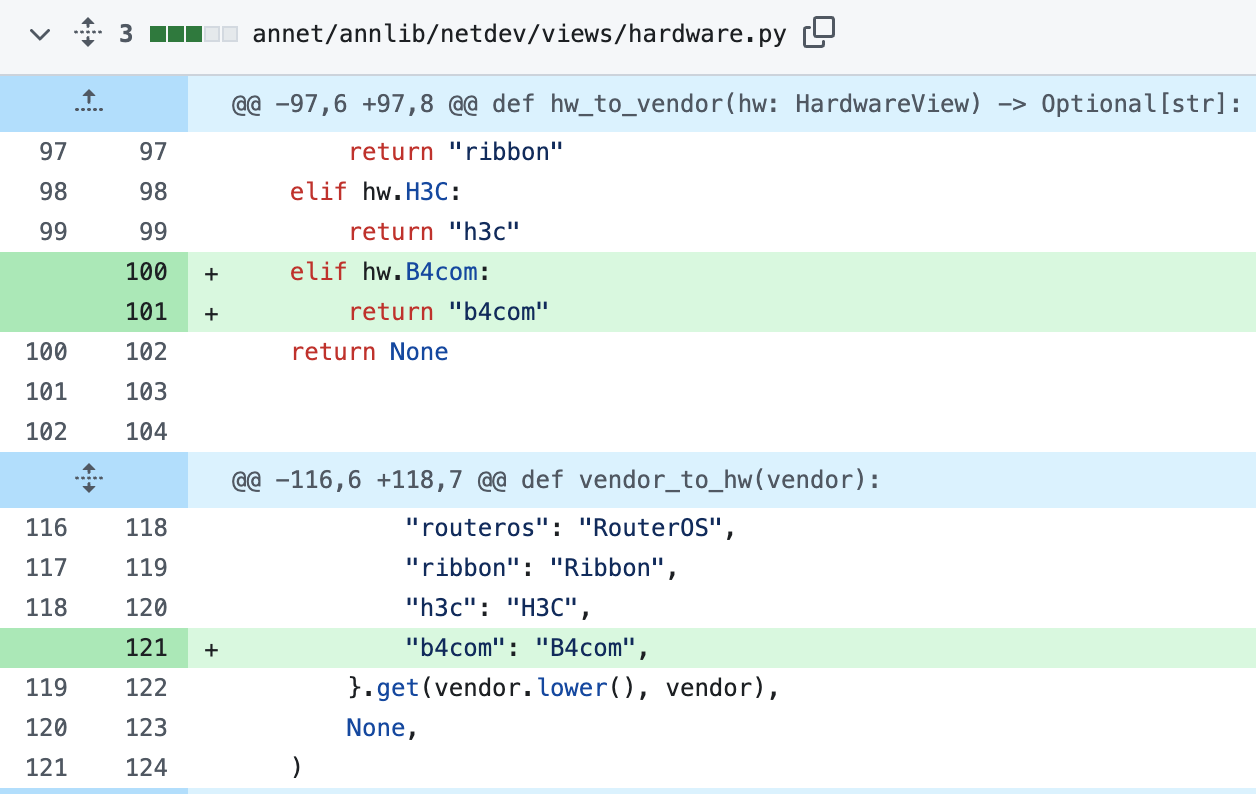 3 annet/annlib/netdev/views/hardware.py
@@ -97,6 +97,8 @@ def hw_to_vendor(hw: HardwareView) -> Optional[str]:
97 97 return "ribbon"
98 98 elif hw.H3C:
99 99 return "h3c"
100 + elif hw.B4com:
101 + return "b4com"
100 102 return None
101 103
102 104
@@ -116,6 +118,7 @@ def vendor_to_hw(vendor):
116 118 "routeros": "RouterOS",
117 119 "ribbon": "Ribbon",
118 120 "h3c": "H3C",
121 + "b4com": "B4com",
119 122 }.get(vendor.lower(), vendor),
120 123 None,
121 124 )